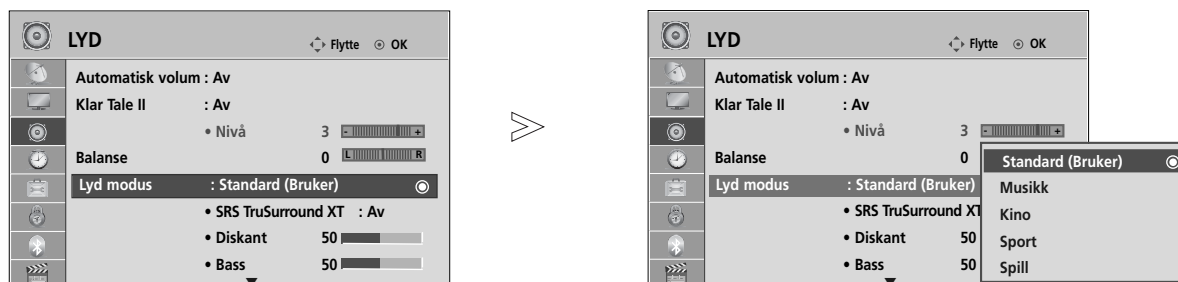 LYD Flytte OK
Automatisk volum : Av
Klar Tale II : Av
• Nivå 3 - +
Balanse 0 L R
Lyd modus : Standard (Bruker)
• SRS TruSurround XT : Av
• Diskant 50
• Bass 50
LYD Flytte OK
Automatisk volum : Av
Klar Tale II : Av
• Nivå 3 - +
Balanse 0
Lyd modus : Standard (Bruker)
• SRS TruSurround XT
• Diskant 50
• Bass 50
Standard (Bruker)
Musikk
Kino
Sport
Spill